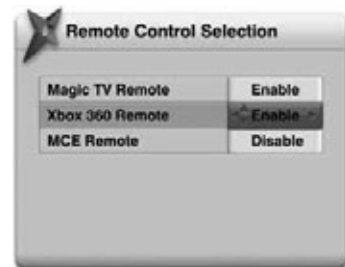 Remote Control Selection
Magic TV Remote Enable
Xbox 360 Remote Enable
MCE Remote Disable